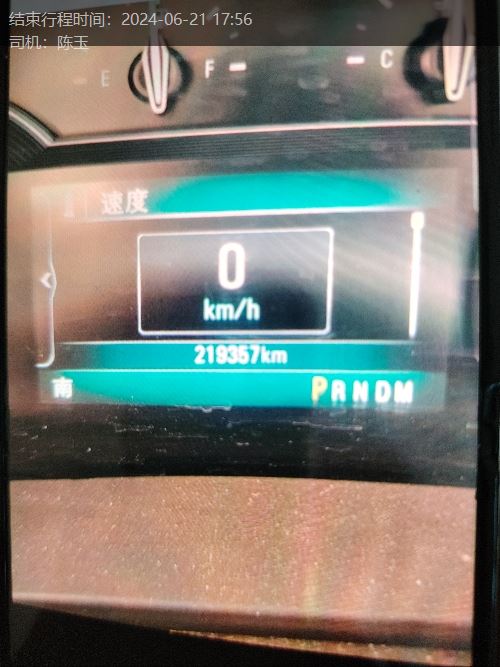 结束行程时间：2024-06-21 17:56
司机：陈玉
E F C
速度
0
km/h
219357km
南 PRNDM